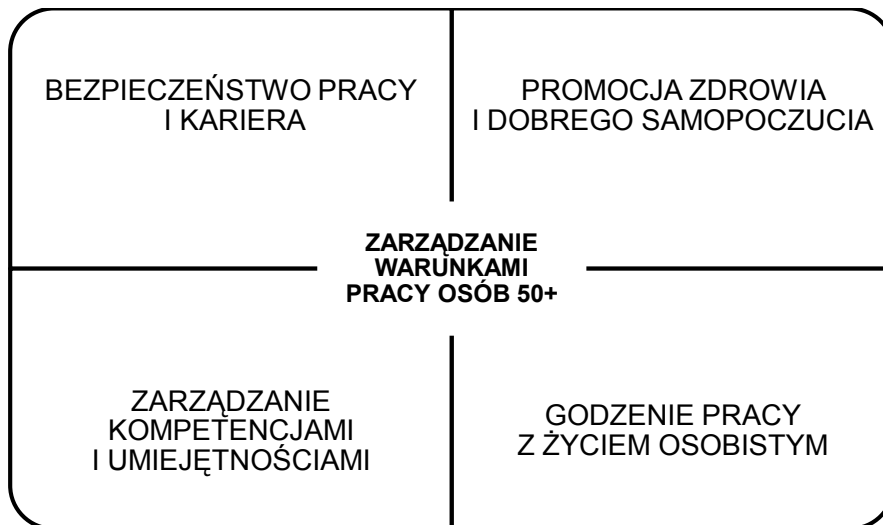 BEZPIECZEŃSTWO PRACY
I KARIERA
PROMOCJA ZDROWIA
I DOBREGO SAMOPOCZUCIA
ZARZĄDZANIE
WARUNKAMI
PRACY OSÓB 50+
ZARZĄDZANIE
KOMPETENCJAMI
I UMIEJĘTNOŚCIAMI
GODZENIE PRACY
Z ŻYCIEM OSOBISTYM